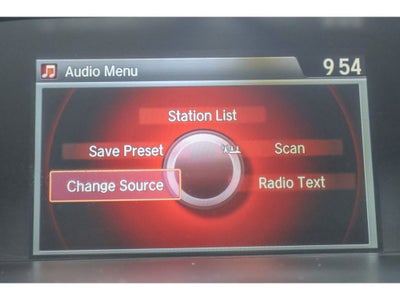 Audio Menu
9 54
Station List
Save Preset
Scan
Change Source
Radio Text